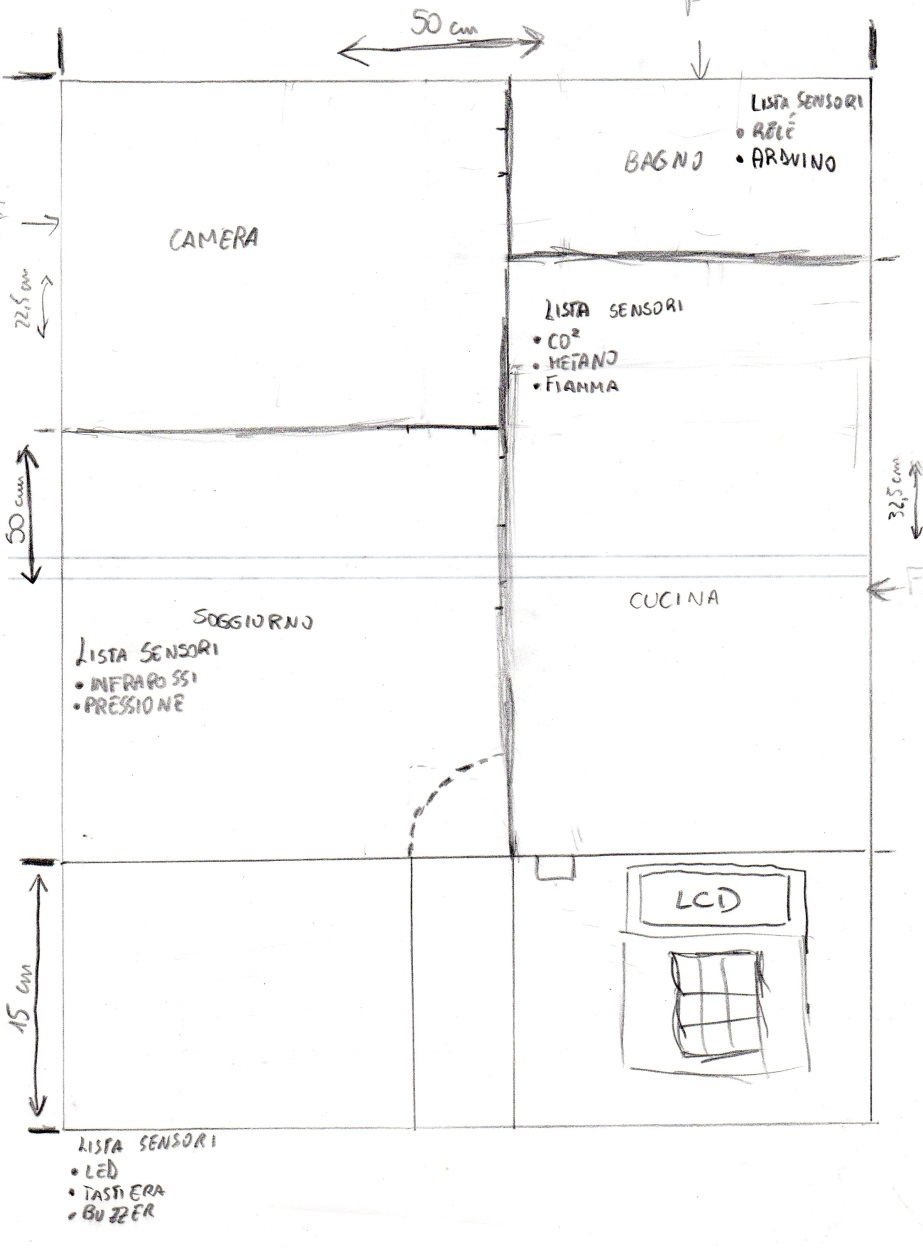 50 cm
LISTA SENSORI
• RELÉ
• ARDUINO
BAGNO
CAMERA
22,5 cm
LISTA SENSORI
• CO²
• METANO
• FIAMMA
50 cm
32,5 cm
CUCINA
SOGGIORNO
LISTA SENSORI
• INFRAROSSI
• PRESSIONE
LCD
15 cm
LISTA SENSORI
• LED
• TASTIERA
• BUZZER